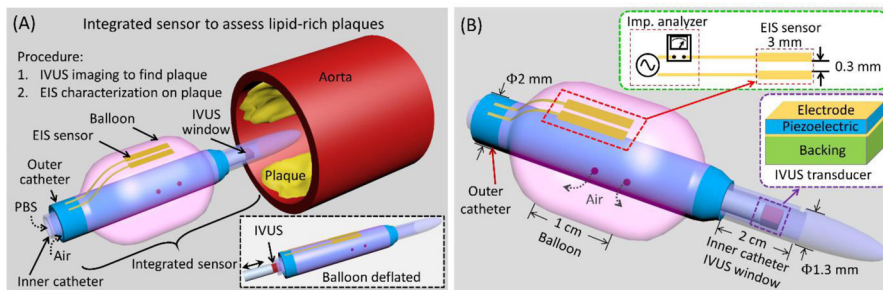 (A)
Integrated sensor to assess lipid-rich plaques
Procedure:
1. IVUS imaging to find plaque
2. EIS characterization on plaque
Balloon
EIS sensor
IVUS
window
Aorta
Outer
catheter
Plaque
PBS
Air
Inner catheter
Integrated sensor
IVUS
Balloon deflated
(B)
Imp. analyzer
EIS sensor
3 mm
0.3 mm
Φ2 mm
Electrode
Piezoelectric
Backing
IVUS transducer
Outer
catheter
Air
1 cm
Balloon
2 cm
Inner catheter
IVUS window
Φ1.3 mm